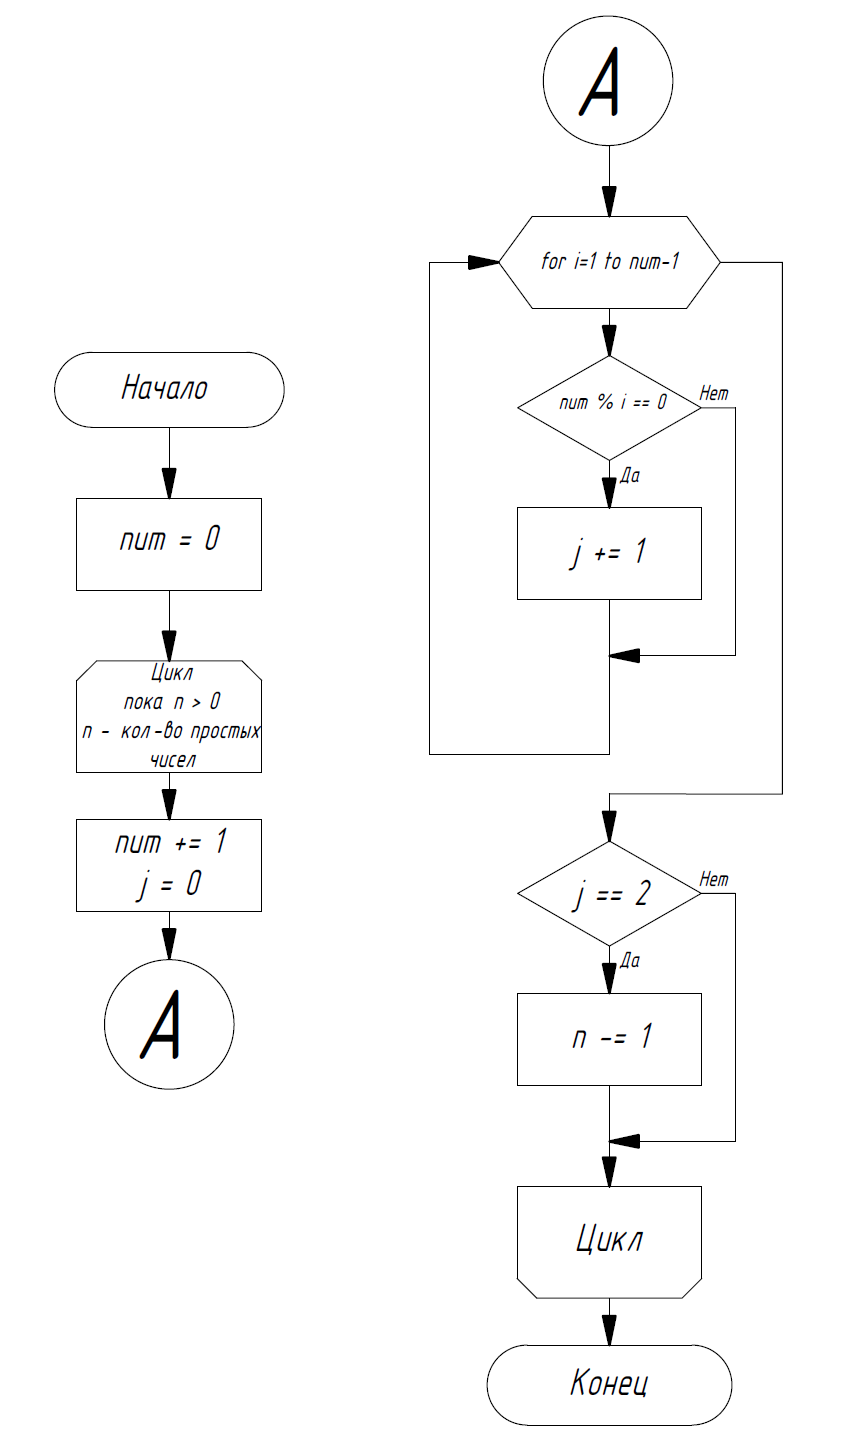 Начало
num = 0
Цикл
пока n > 0
n - кол-во простых
чисел
num += 1
j = 0
A
A
for i=1 to num-1
num % i == 0
Нет
Да
j += 1
j == 2
Нет
Да
n -= 1
Цикл
Конец